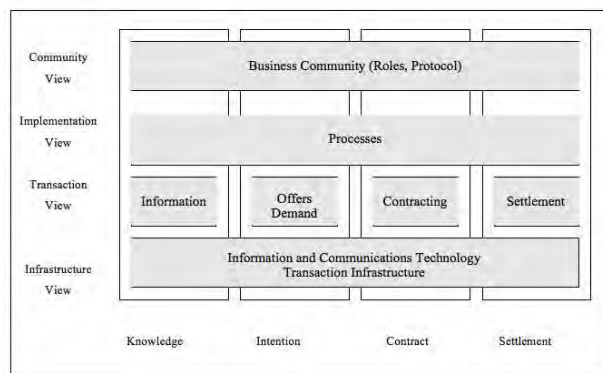 Community
View
Business Community (Roles, Protocol)
Implementation
View
Processes
Transaction
View
Information
Offers
Demand
Contracting
Settlement
Infrastructure
View
Information and Communications Technology
Transaction Infrastructure
Knowledge
Intention
Contract
Settlement